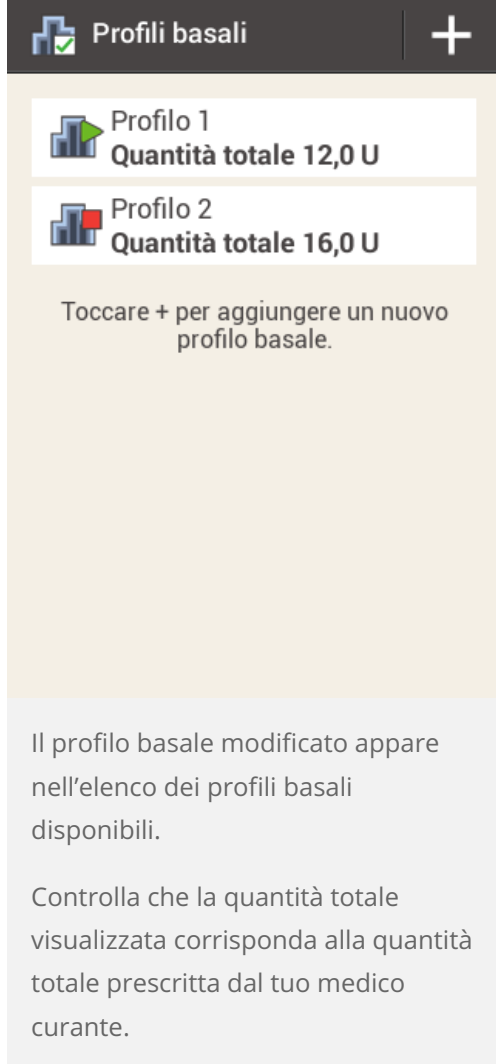 Profili basali
Profilo 1
Quantità totale 12,0 U
Profilo 2
Quantità totale 16,0 U
Toccare + per aggiungere un nuovo
profilo basale.
Il profilo basale modificato appare
nell’elenco dei profili basali
disponibili.
Controlla che la quantità totale
visualizzata corrisponda alla quantità
totale prescritta dal tuo medico
curante.